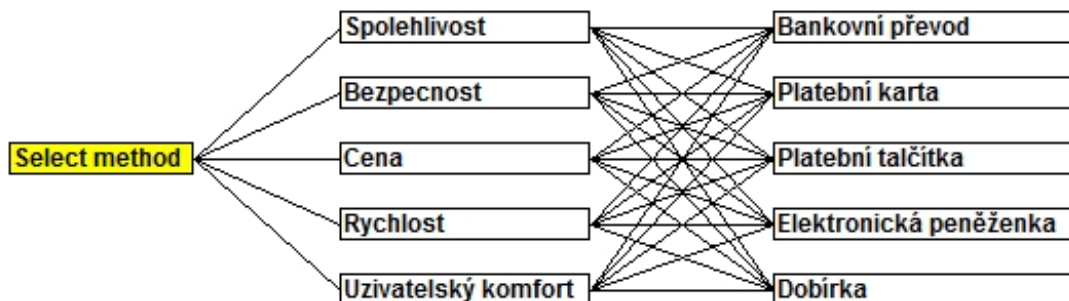 Spolehlivost
Bankovní převod
Bezpecnost
Platební karta
Select method
Cena
Platební talčítka
Rychlost
Elektronická peněženka
Uzivatelský komfort
Dobírka